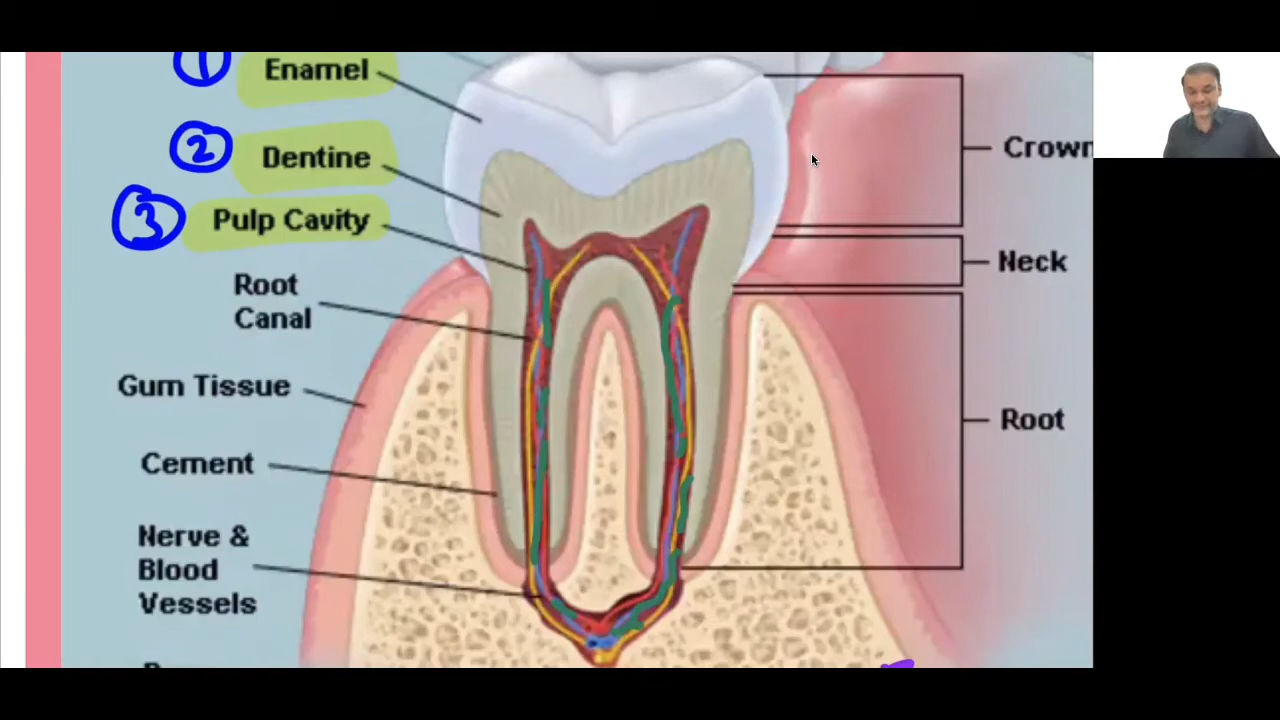 1
Enamel
2
Dentine
3
Pulp Cavity
Root
Canal
Gum Tissue
Cement
Nerve &
Blood
Vessels
Crown
Neck
Root